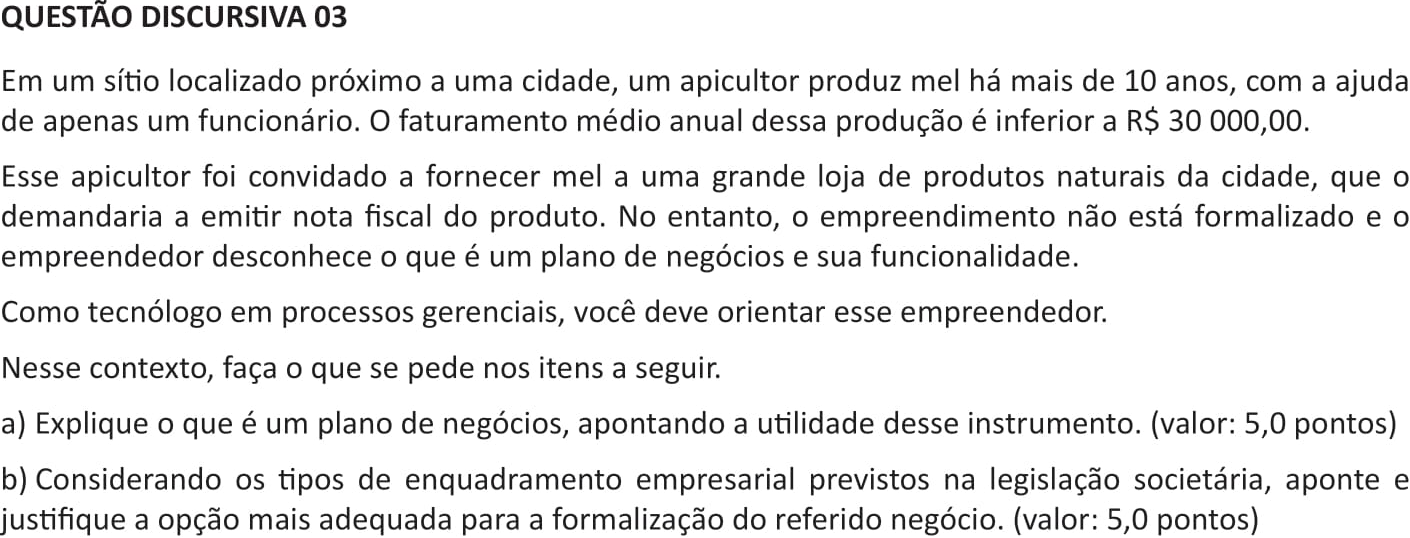 QUESTÃO DISCURSIVA 03
Em um sítio localizado próximo a uma cidade, um apicultor produz mel há mais de 10 anos, com a ajuda
de apenas um funcionário. O faturamento médio anual dessa produção é inferior a R$ 30 000,00.
Esse apicultor foi convidado a fornecer mel a uma grande loja de produtos naturais da cidade, que o
demandaria a emitir nota fiscal do produto. No entanto, o empreendimento não está formalizado e o
empreendedor desconhece o que é um plano de negócios e sua funcionalidade.
Como tecnólogo em processos gerenciais, você deve orientar esse empreendedor.
Nesse contexto, faça o que se pede nos itens a seguir.
a) Explique o que é um plano de negócios, apontando a utilidade desse instrumento. (valor: 5,0 pontos)
b) Considerando os tipos de enquadramento empresarial previstos na legislação societária, aponte e
justifique a opção mais adequada para a formalização do referido negócio. (valor: 5,0 pontos)